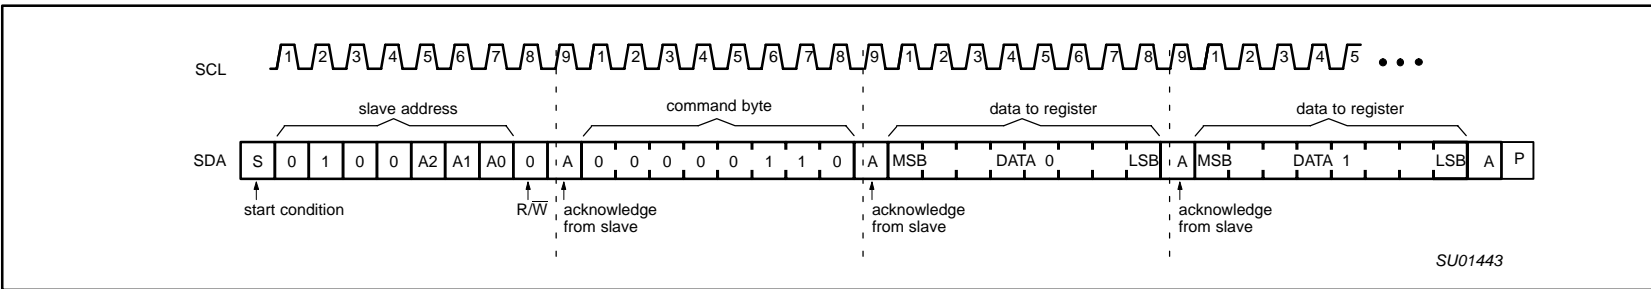 SCL 1 2 3 4 5 6 7 8 9 1 2 3 4 5 6 7 8 9 1 2 3 4 5 6 7 8 9 1 2 3 4 5 • • •
slave address command byte data to register data to register
SDA S 0 1 0 0 A2 A1 A0 0 A 0 0 0 0 0 1 1 0 A MSB DATA 0 LSB A MSB DATA 1 LSB A P
start condition R/W̅ acknowledge acknowledge acknowledge
from slave from slave from slave
SU01443